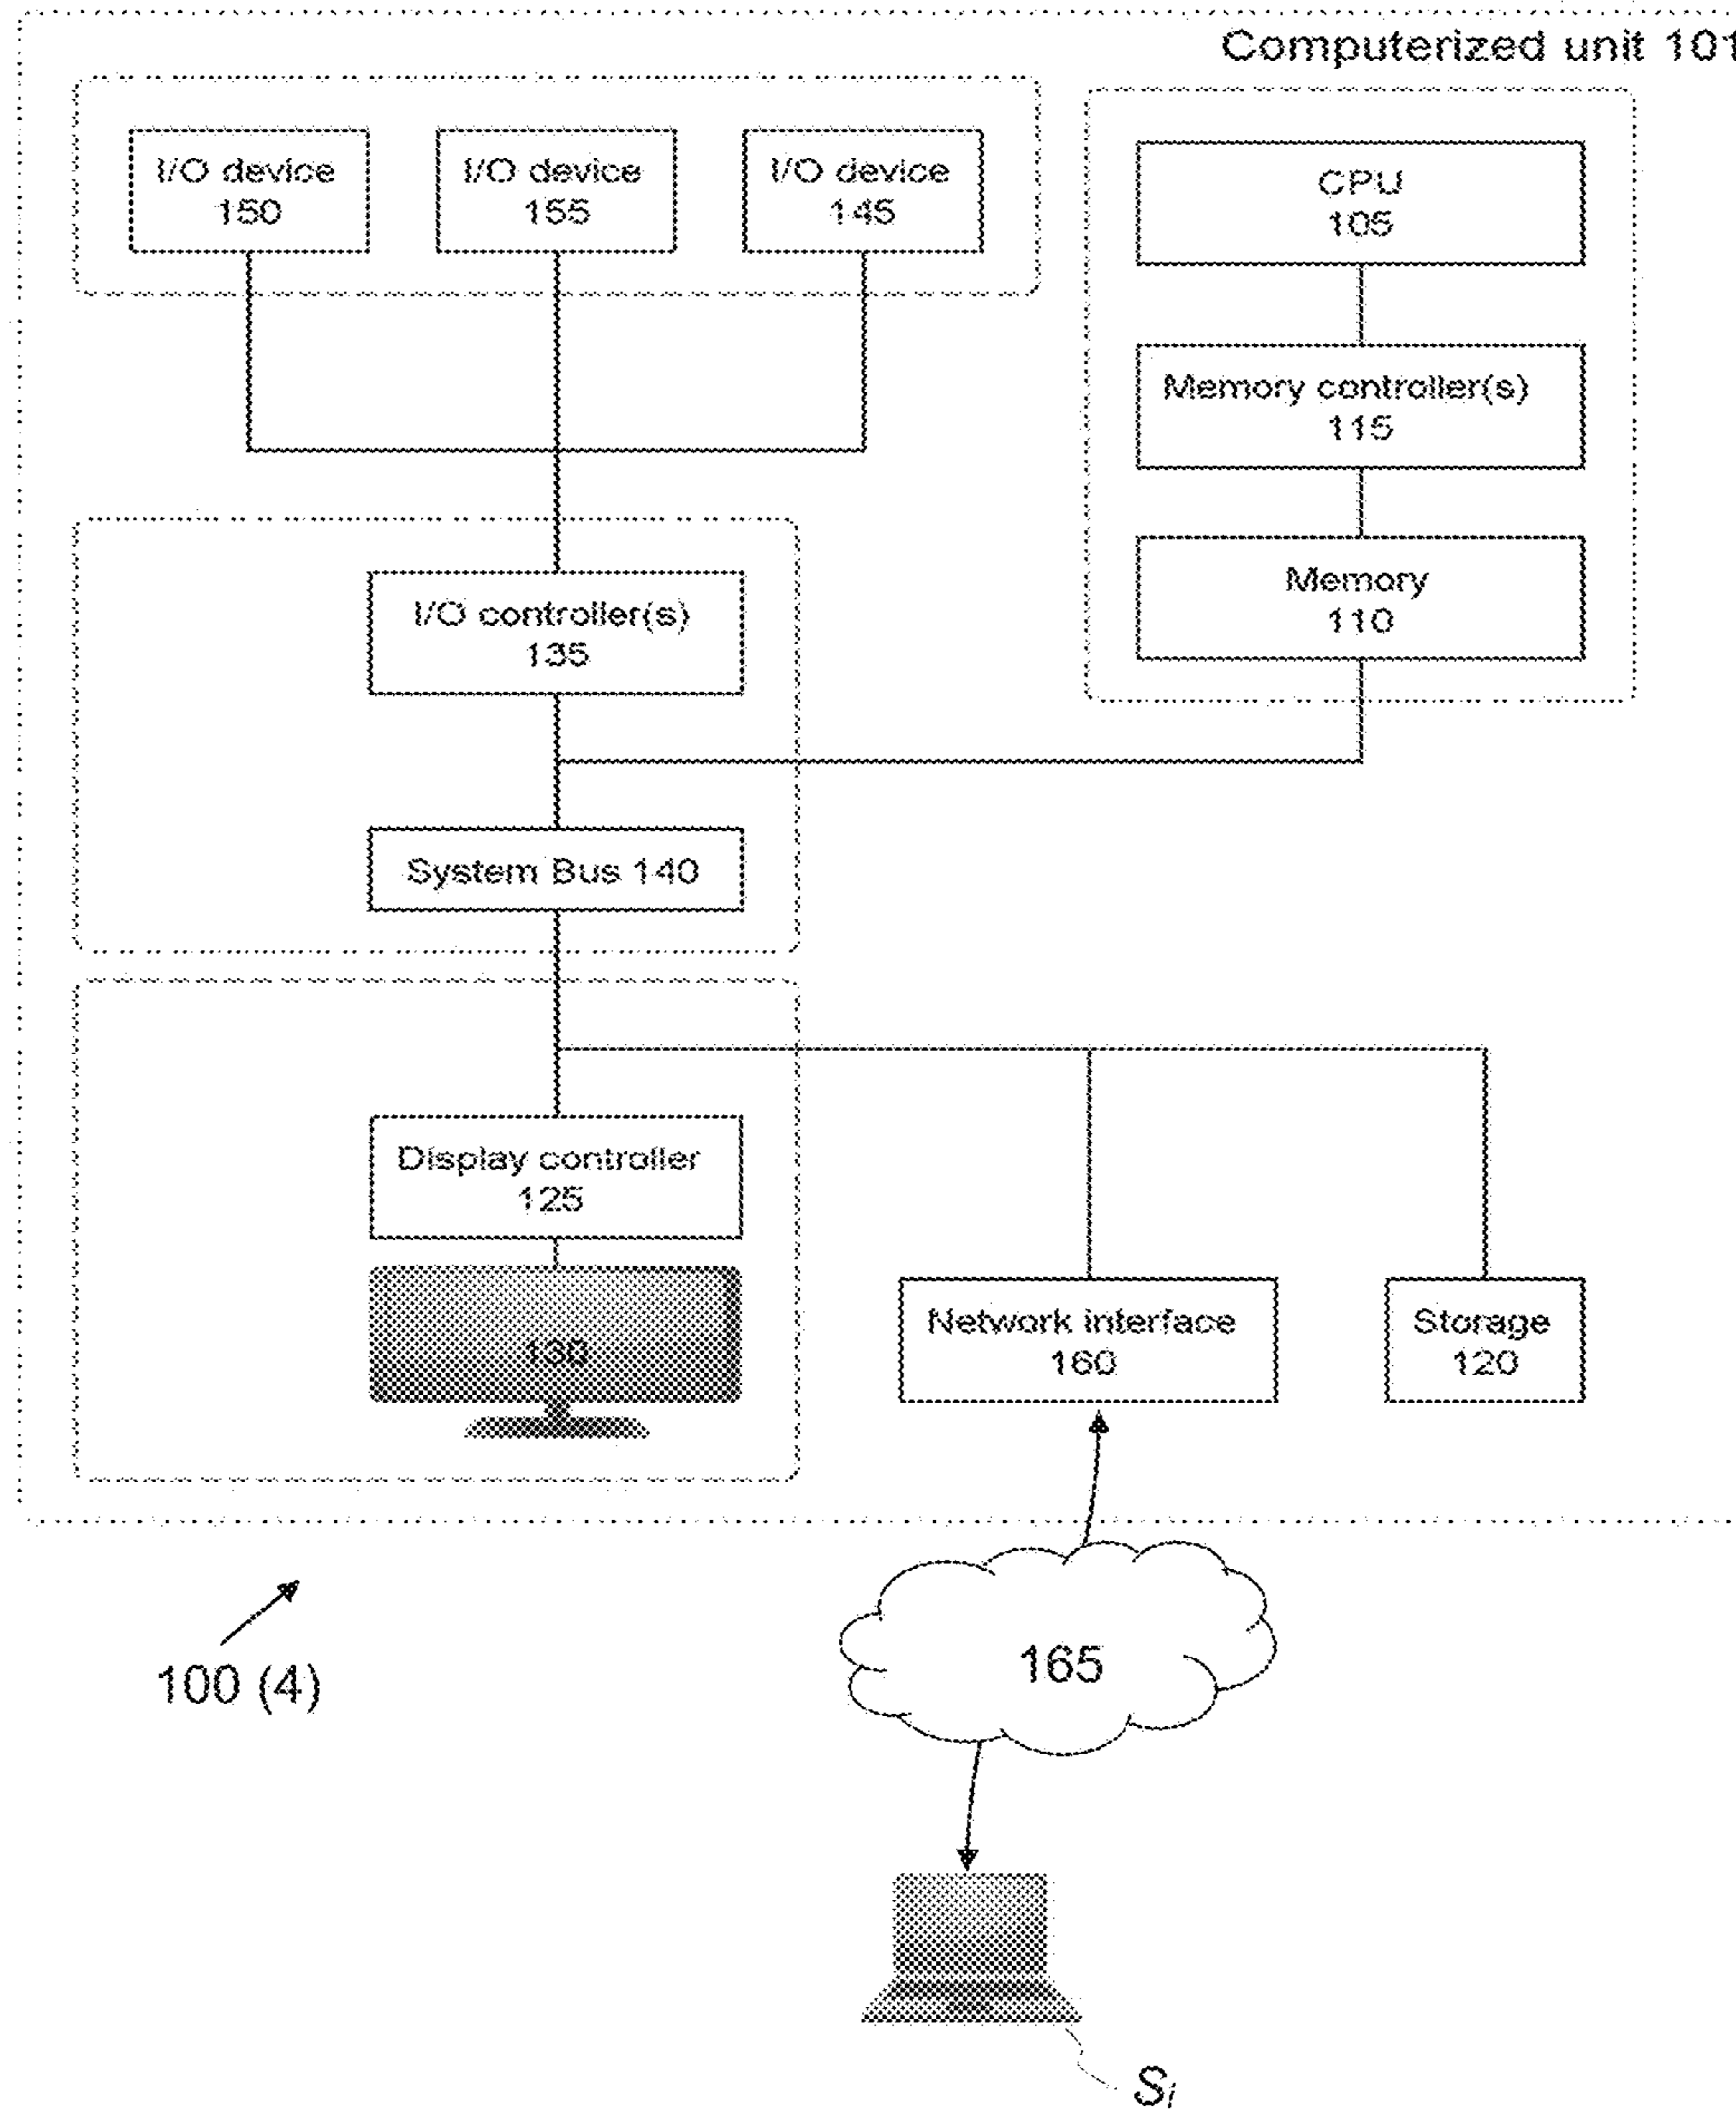 Computerized unit 101
I/O device
150
I/O device
155
I/O device
145
CPU
105
Memory controller(s)
115
Memory
110
I/O controller(s)
135
System Bus 140
Display controller
125
130
Network interface
160
Storage
120
100 (4)
165
Si